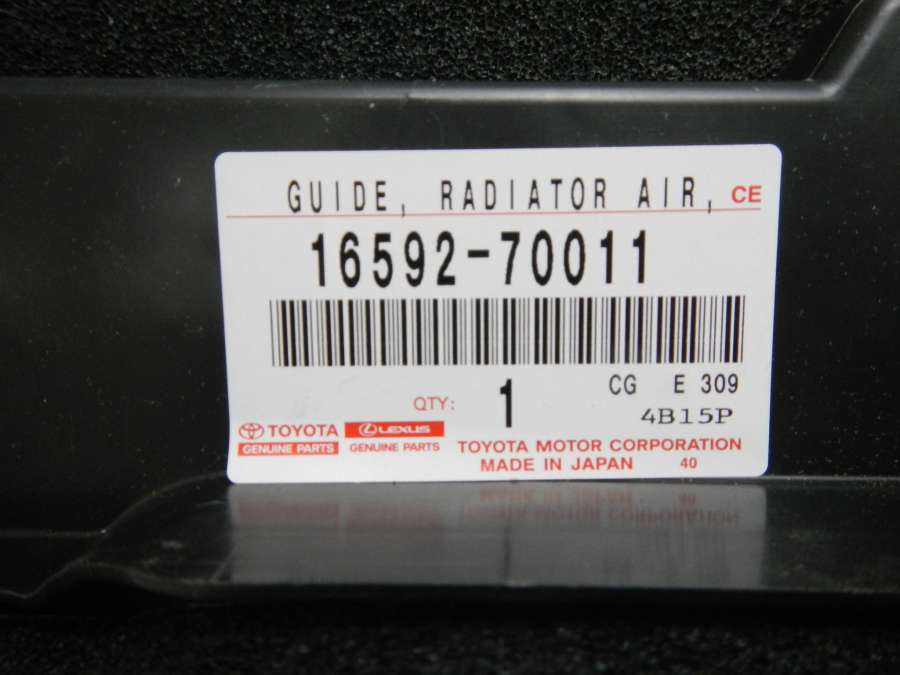 GUIDE, RADIATOR AIR, CE
16592-70011
CG E 309
QTY: 1
4B15P
TOYOTA LEXUS
GENUINE PARTS GENUINE PARTS
TOYOTA MOTOR CORPORATION
MADE IN JAPAN 40